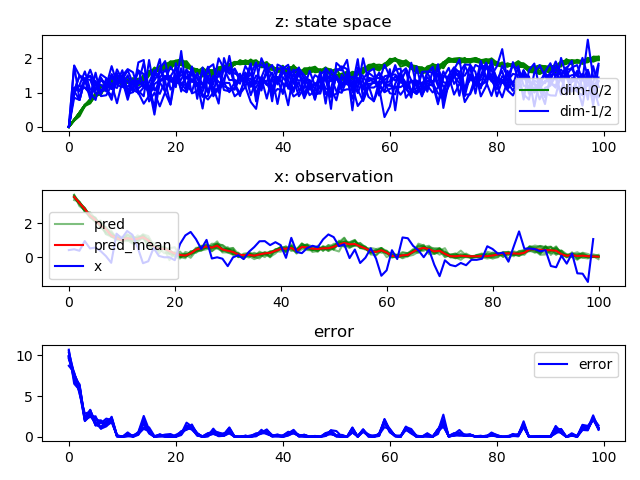 z: state space
2
1
0
dim-0/2
dim-1/2
0 20 40 60 80 100
x: observation
2
0
pred
pred_mean
x
0 20 40 60 80 100
error
10
5
0
error
0 20 40 60 80 100